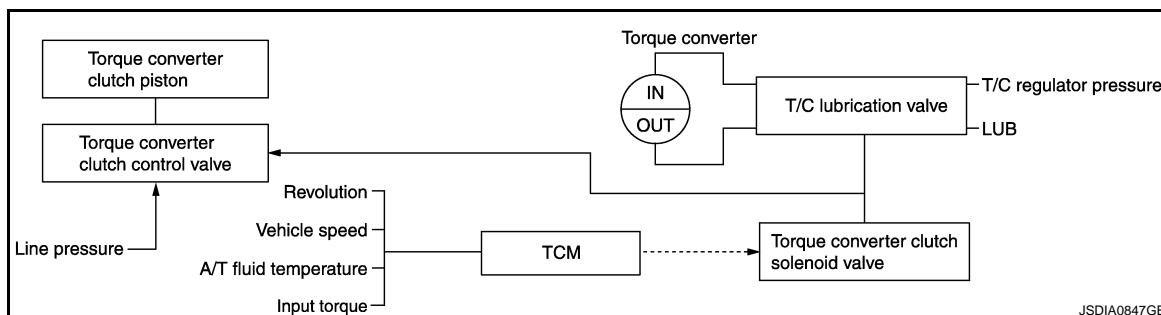 Torque converter
clutch piston
Torque converter
clutch control valve
Line pressure
Revolution
Vehicle speed
A/T fluid temperature
Input torque
TCM
Torque converter
IN
OUT
T/C lubrication valve
T/C regulator pressure
LUB
Torque converter clutch
solenoid valve